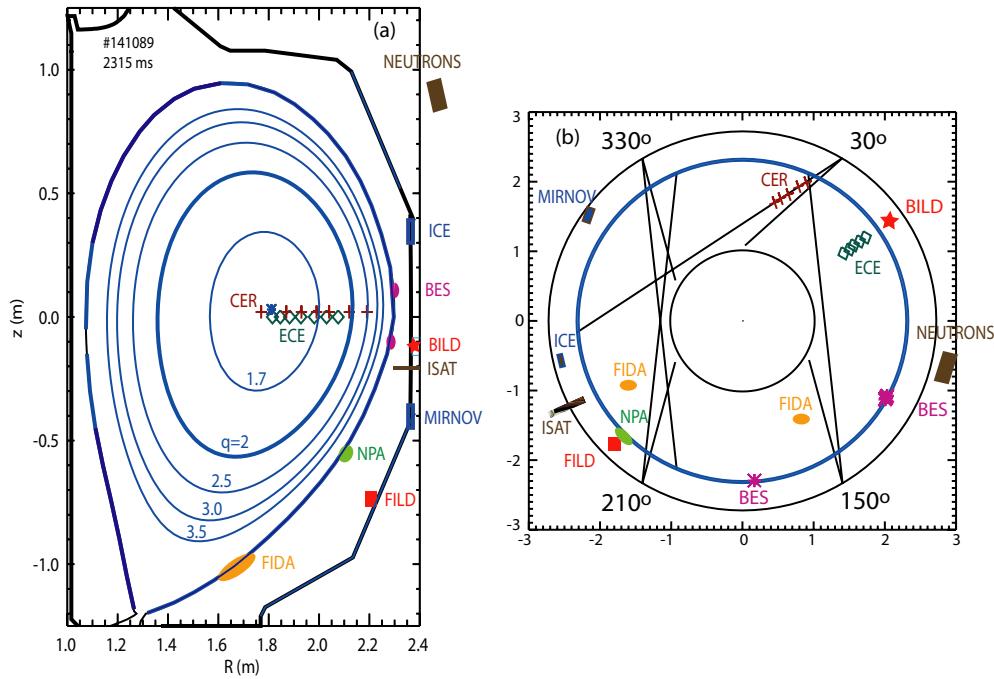 (a)
#141089
2315 ms
NEUTRONS
1.0
0.5
0.0
-0.5
-1.0
z (m)
ICE
BES
CER
ECE
BILD
ISAT
1.7
MIRNOV
q=2
NPA
2.5
3.0
3.5
FILD
FIDA
1.0
1.2
1.4
1.6
1.8
2.0
2.2
2.4
R (m)
3
(b)
330º
30º
2
CER
MIRNOV
BILD
1
ECE
0
NEUTRONS
ICE
FIDA
-1
FIDA
BES
ISAT
NPA
FILD
-2
BES
210º
150º
-3
-3
-2
-1
0
1
2
3